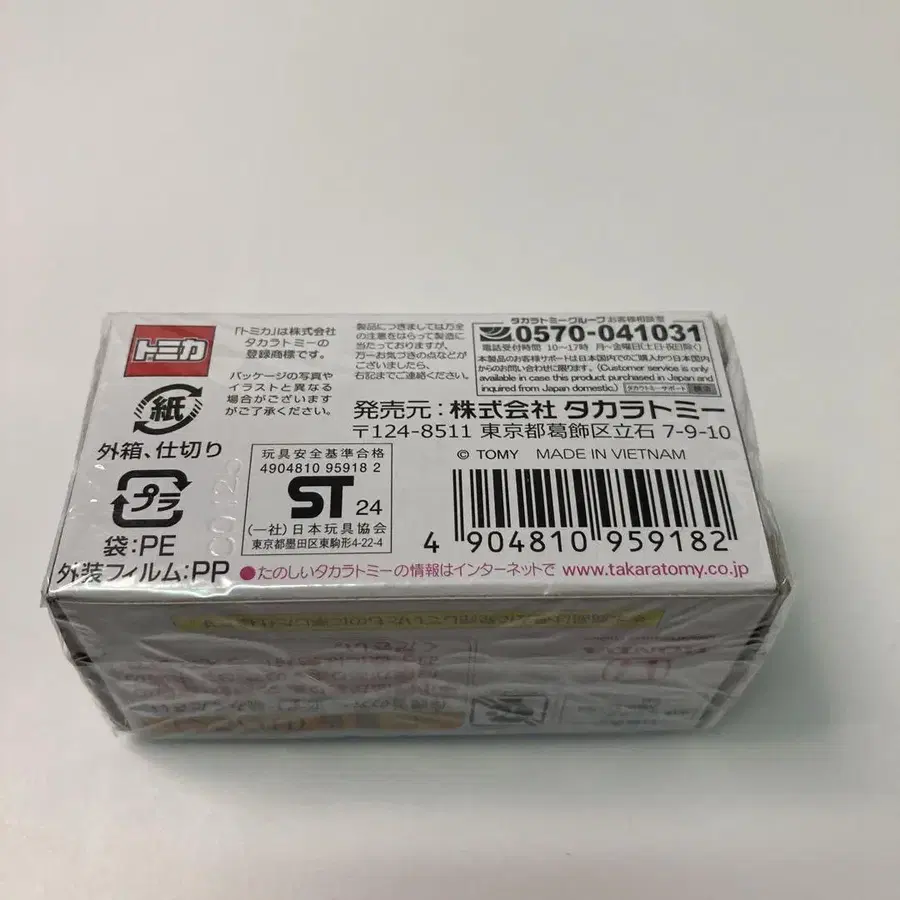 トミカ
「トミカ」は株式会社
タカラトミーの
登録商標です。
パッケージの写真や
イラストと異なる
場合がございます
がご了承ください。
製品につきましては万全
の注意をはらって製造に
当たっておりますが、
万一お気づきの点などが
ございましたら、
右記までご連絡ください。
タカラトミーグループお客様相談室
0570-041031
電話受付時間 10〜17時 月〜金曜日(土日・祝日除く)
本製品のお客様サポートは日本国内でのご購入かつ日本国内
からのお問い合わせに限ります。(Customer service is only
available in case this product purchased in Japan and
inquired from Japan domestic.)
タカラトミーサポート
発売元:株式会社 タカラトミー
〒124-8511 東京都葛飾区立石 7-9-10
© TOMY MADE IN VIETNAM
紙
外箱、仕切り
プラ
袋:PE
外装フィルム:PP
玩具安全基準合格
4904810 95918 2
ST 24
(一社)日本玩具協会
東京都墨田区東駒形4-22-4
4 904810 959182
●たのしいタカラトミーの情報はインターネットで www.takaratomy.co.jp